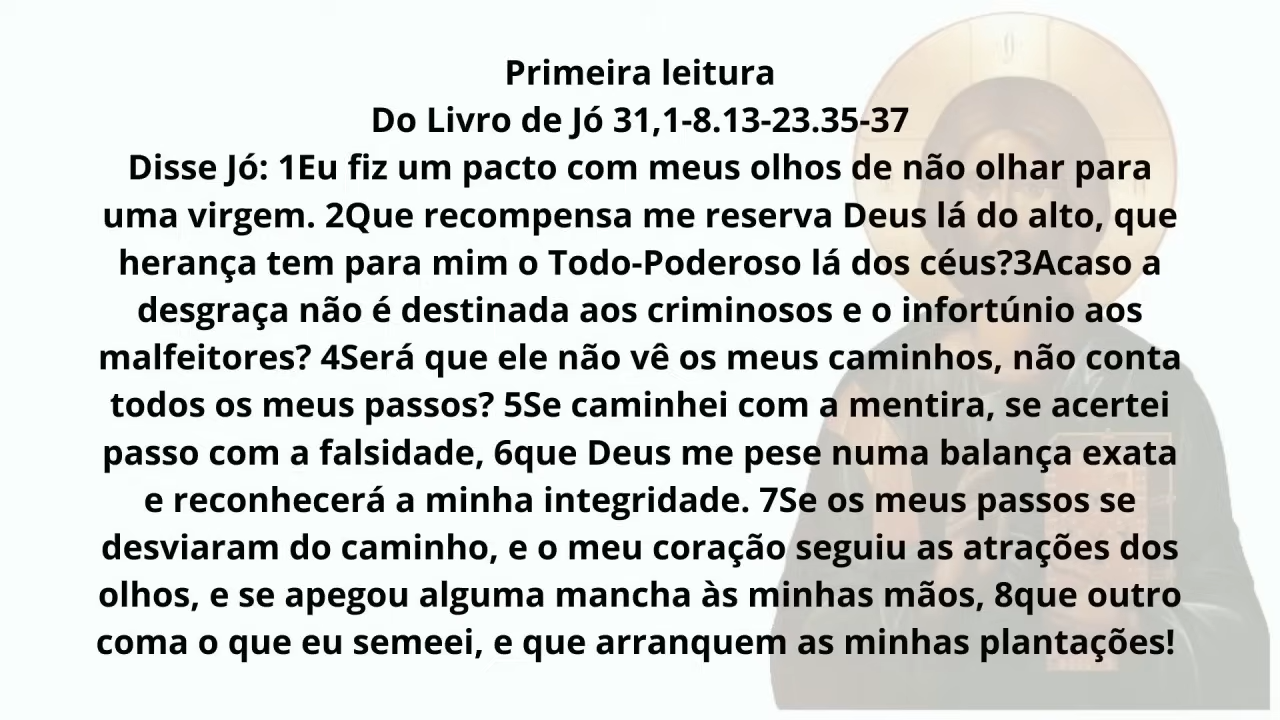 Primeira leitura
Do Livro de Jó 31,1-8.13-23.35-37
Disse Jó: 1Eu fiz um pacto com meus olhos de não olhar para
uma virgem. 2Que recompensa me reserva Deus lá do alto, que
herança tem para mim o Todo-Poderoso lá dos céus?3Acaso a
desgraça não é destinada aos criminosos e o infortúnio aos
malfeitores? 4Será que ele não vê os meus caminhos, não conta
todos os meus passos? 5Se caminhei com a mentira, se acertei
passo com a falsidade, 6que Deus me pese numa balança exata
e reconhecerá a minha integridade. 7Se os meus passos se
desviaram do caminho, e o meu coração seguiu as atrações dos
olhos, e se apegou alguma mancha às minhas mãos, 8que outro
coma o que eu semeei, e que arranquem as minhas plantações!